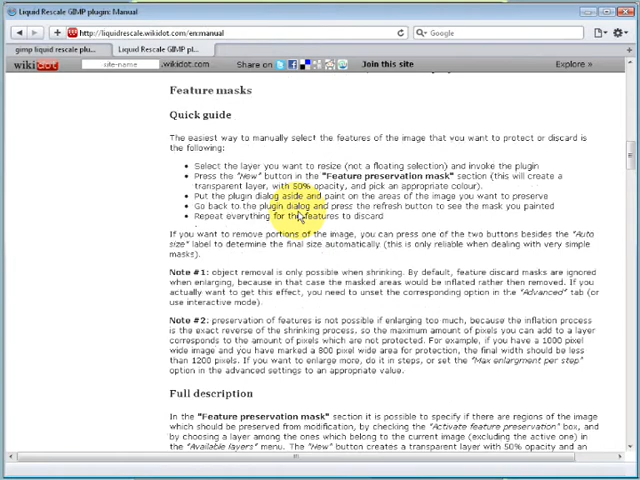 Liquid Rescale GIMP plugin: Manual
http://liquidrescale.wikidot.com/en:manual
Google
gimp liquid rescale plu...
Liquid Rescale GIMP pl...
wikidot
site-name
.wikidot.com
Share on
Join this site
Explore »
Feature masks
Quick guide
The easiest way to manually select the features of the image that you want to protect or discard is
the following:
• Select the layer you want to resize (not a floating selection) and invoke the plugin
• Press the "New" button in the "Feature preservation mask" section (this will create a
transparent layer, with 50% opacity, and pick an appropriate colour).
• Put the plugin dialog aside and paint on the areas of the image you want to preserve
• Go back to the plugin dialog and press the refresh button to see the mask you painted
• Repeat everything for the features to discard
.
If you want to remove portions of the image, you can press one of the two buttons besides the "Auto
size" label to determine the final size automatically (this is only reliable when dealing with very simple
masks).
Note #1: object removal is only possible when shrinking. By default, feature discard masks are ignored
when enlarging, because in that case the masked areas would be inflated rather then removed. If you
actually want to get this effect, you need to unset the corresponding option in the "Advanced" tab (or
use interactive mode).
Note #2: preservation of features is not possible if enlarging too much, because the inflation process
is the exact reverse of the shrinking process, so the maximum amount of pixels you can add to a layer
corresponds to the amount of pixels which are not protected. For example, if you have a 1000 pixel
wide image and you have marked a 800 pixel wide area for protection, the final width should be less
than 1200 pixels. If you want to enlarge more, do it in steps, or set the "Max enlargment per step"
option in the advanced settings to an appropriate value.
Full description
In the "Feature preservation mask" section it is possible to specify if there are regions of the image
which should be preserved from modification, by checking the "Activate feature preservation" box, and
by choosing a layer among the ones which belong to the current image (excluding the active one) in
the "Available layers" menu. The "New" button creates a transparent layer with 50% opacity and an